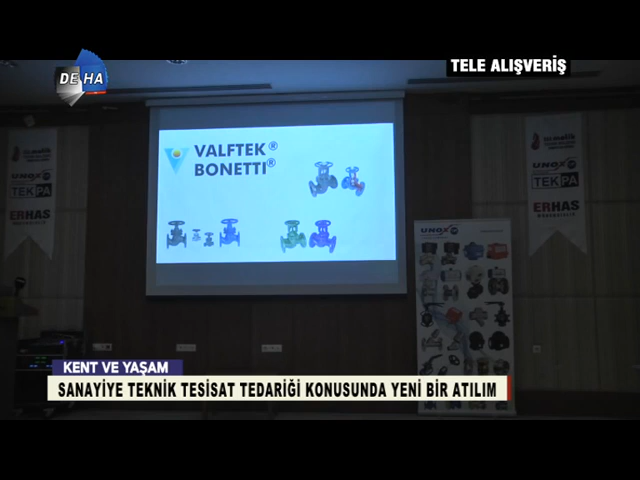 DEHA
TELE ALIŞVERİŞ
VALFTEK®
BONETTI®
UNOX
TEKPA
ERHAS
UNOX
TEKPA
ERHAS
UNOX
KENT VE YAŞAM
SANAYİYE TEKNİK TESİSAT TEDARİĞİ KONUSUNDA YENİ BİR ATILIM